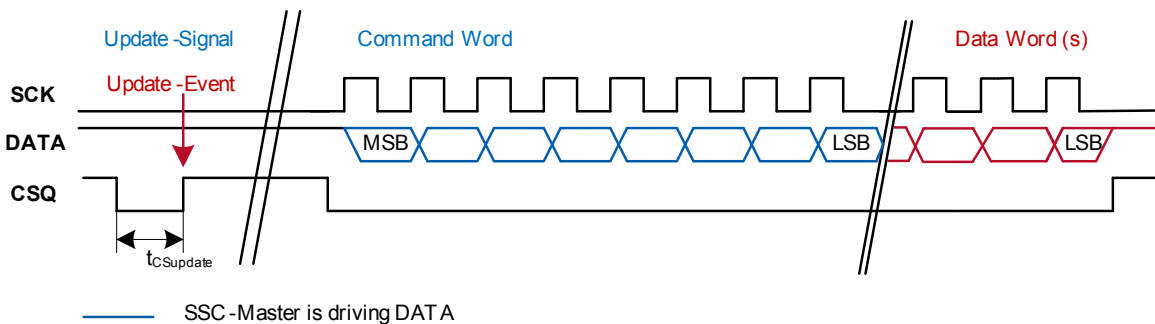 Update-Signal Command Word Data Word (s)
Update-Event
SCK
DATA MSB LSB LSB
CSQ
tCSupdate
SSC-Master is driving DATA